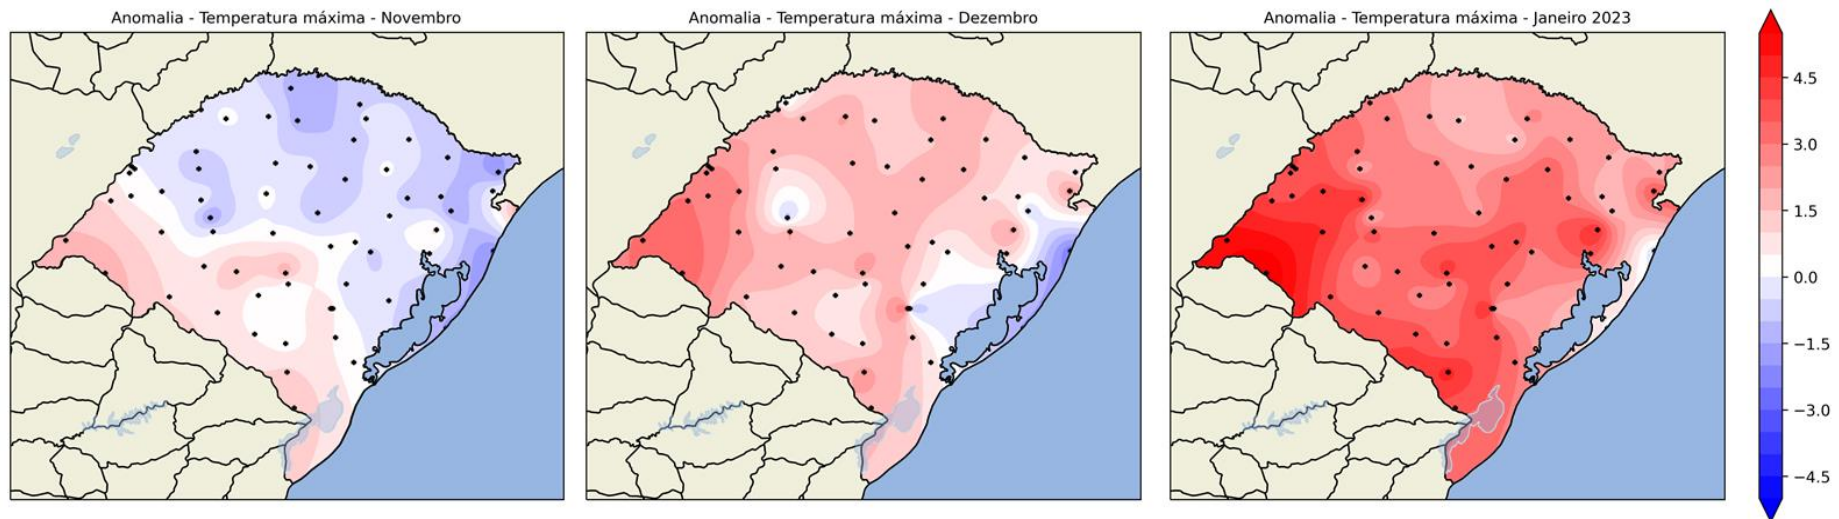 Anomalia - Temperatura máxima - Novembro
Anomalia - Temperatura máxima - Dezembro
Anomalia - Temperatura máxima - Janeiro 2023
4.5
3.0
1.5
0.0
−1.5
−3.0
−4.5